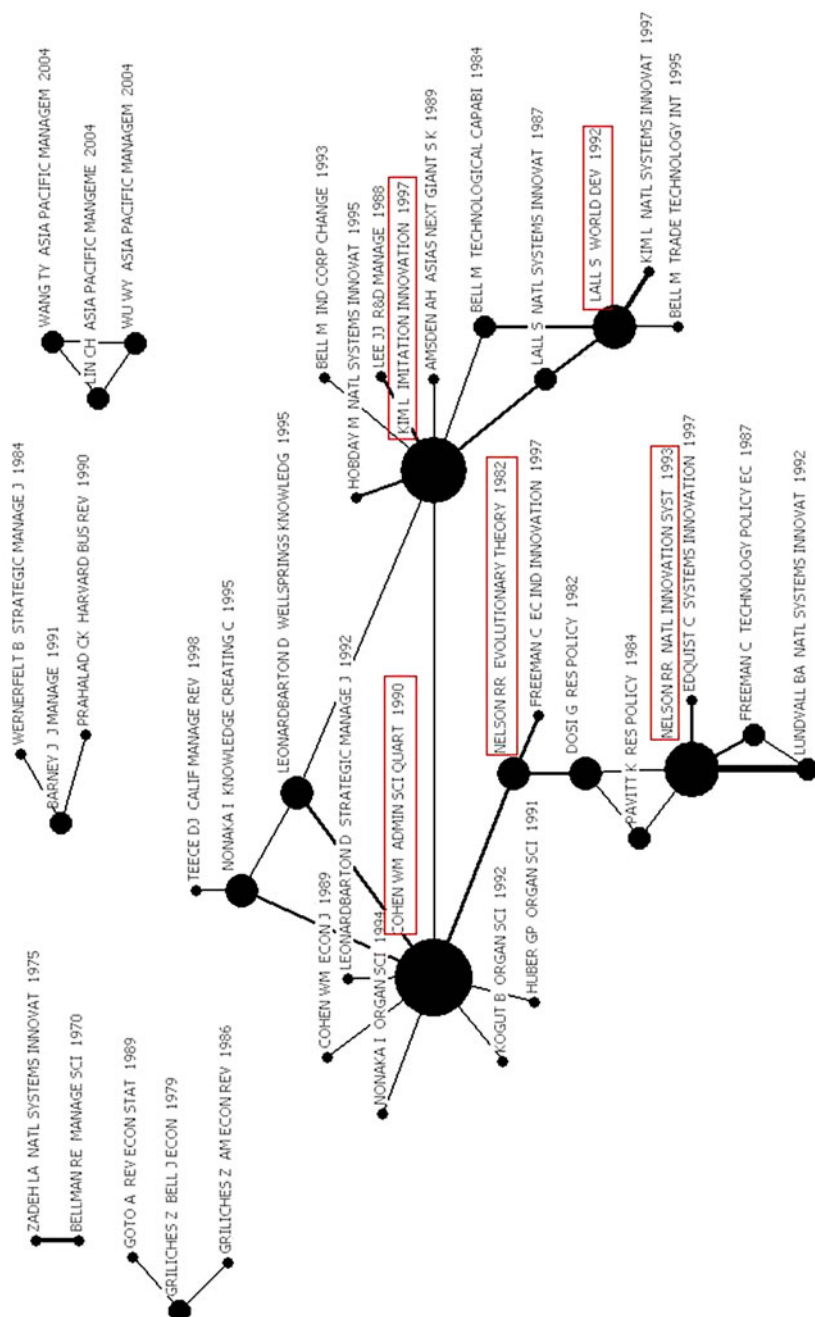 ZADEH LA NATL SYSTEMS INNOVAT 1975
BELLMAN RE MANAGE SCI 1970
GOTO A REV ECON STAT 1989
GRILICHES Z BELL J ECON 1979
GRILICHES Z AM ECON REV 1986
WERNERFELT B STRATEGIC MANAGE J 1984
BARNEY J J MANAGE 1991
PRAHALAD CK HARVARD BUS REV 1990
WANG TY ASIA PACIFIC MANAGEM 2004
LIN CH ASIA PACIFIC MANGEME 2004
WU WY ASIA PACIFIC MANAGEM 2004
TEECE DJ CALIF MANAGE REV 1998
NONAKA I KNOWLEDGE CREATING C 1995
LEONARDBARTON D WELLSPRINGS KNOWLEDG 1995
COHEN WM ECON J 1989
LEONARDBARTON D STRATEGIC MANAGE J 1992
NONAKA I ORGAN SCI 1994
COHEN WM ADMIN SCI QUART 1990
KOGUT B ORGAN SCI 1992
HUBER GP ORGAN SCI 1991
BELL M IND CORP CHANGE 1993
HOBDAY M NATL SYSTEMS INNOVAT 1995
LEE JJ R&D MANAGE 1988
KIM L IMITATION INNOVATION 1997
AMSDEN AH ASIAS NEXT GIANT S K 1989
BELL M TECHNOLOGICAL CAPABI 1984
LALL S NATL SYSTEMS INNOVAT 1987
LALL S WORLD DEV 1992
KIM L NATL SYSTEMS INNOVAT 1997
BELL M TRADE TECHNOLOGY INT 1995
NELSON RR EVOLUTIONARY THEORY 1982
FREEMAN C EC IND INNOVATION 1997
DOSI G RES POLICY 1982
PAVITT K RES POLICY 1984
NELSON RR NATL INNOVATION SYST 1993
EDQUIST C SYSTEMS INNOVATION 1997
FREEMAN C TECHNOLOGY POLICY EC 1987
LUNDVALL BA NATL SYSTEMS INNOVAT 1992